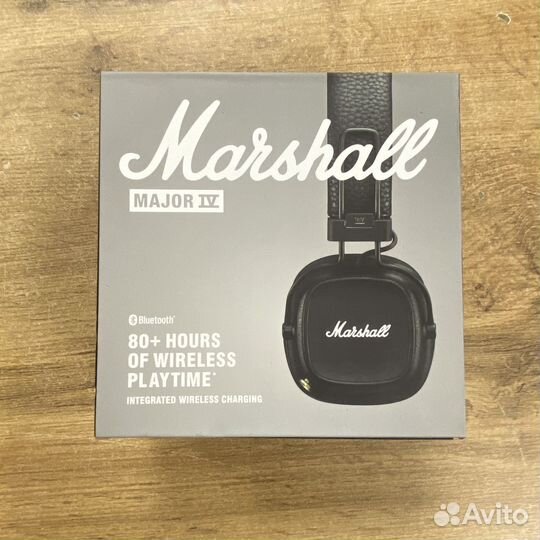 Marshall
MAJOR IV
Bluetooth®
80+ HOURS
OF WIRELESS
PLAYTIME*
INTEGRATED WIRELESS CHARGING
Marshall
Avito